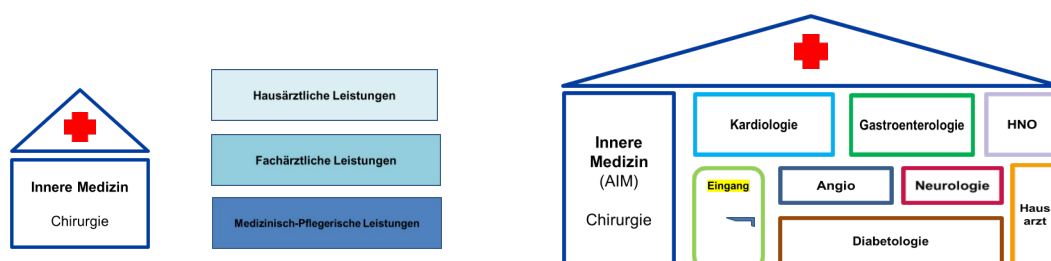 Innere Medizin
Chirurgie
Hausärztliche Leistungen
Fachärztliche Leistungen
Medizinisch-Pflegerische Leistungen
Innere
Medizin
(AIM)
Chirurgie
Kardiologie
Gastroenterologie
HNO
Eingang
Angio
Neurologie
Haus
arzt
Diabetologie